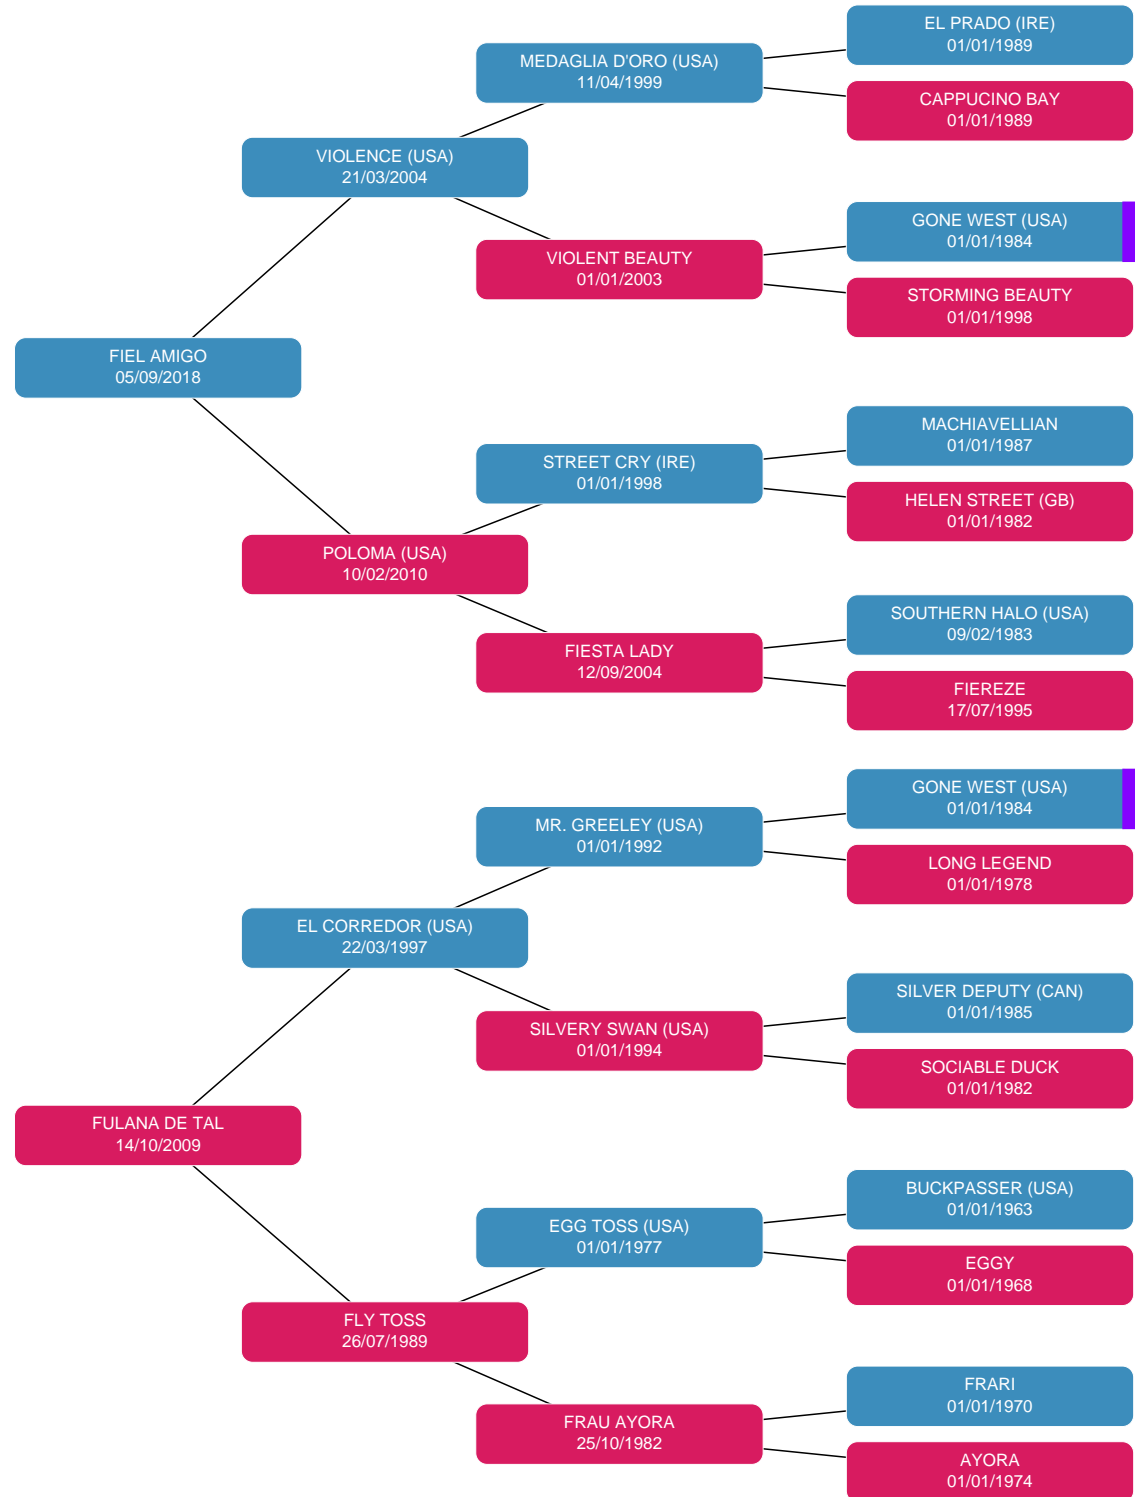 EL PRADO (IRE)
01/01/1989
MEDAGLIA D'ORO (USA)
11/04/1999
CAPPUCINO BAY
01/01/1989
VIOLENCE (USA)
21/03/2004
GONE WEST (USA)
01/01/1984
VIOLENT BEAUTY
01/01/2003
STORMING BEAUTY
01/01/1998
FIEL AMIGO
05/09/2018
MACHIAVELLIAN
01/01/1987
STREET CRY (IRE)
01/01/1998
HELEN STREET (GB)
01/01/1982
POLOMA (USA)
10/02/2010
SOUTHERN HALO (USA)
09/02/1983
FIESTA LADY
12/09/2004
FIEREZE
17/07/1995
GONE WEST (USA)
01/01/1984
MR. GREELEY (USA)
01/01/1992
LONG LEGEND
01/01/1978
EL CORREDOR (USA)
22/03/1997
SILVER DEPUTY (CAN)
01/01/1985
SILVERY SWAN (USA)
01/01/1994
SOCIABLE DUCK
01/01/1982
FULANA DE TAL
14/10/2009
BUCKPASSER (USA)
01/01/1963
EGG TOSS (USA)
01/01/1977
EGGY
01/01/1968
FLY TOSS
26/07/1989
FRARI
01/01/1970
FRAU AYORA
25/10/1982
AYORA
01/01/1974